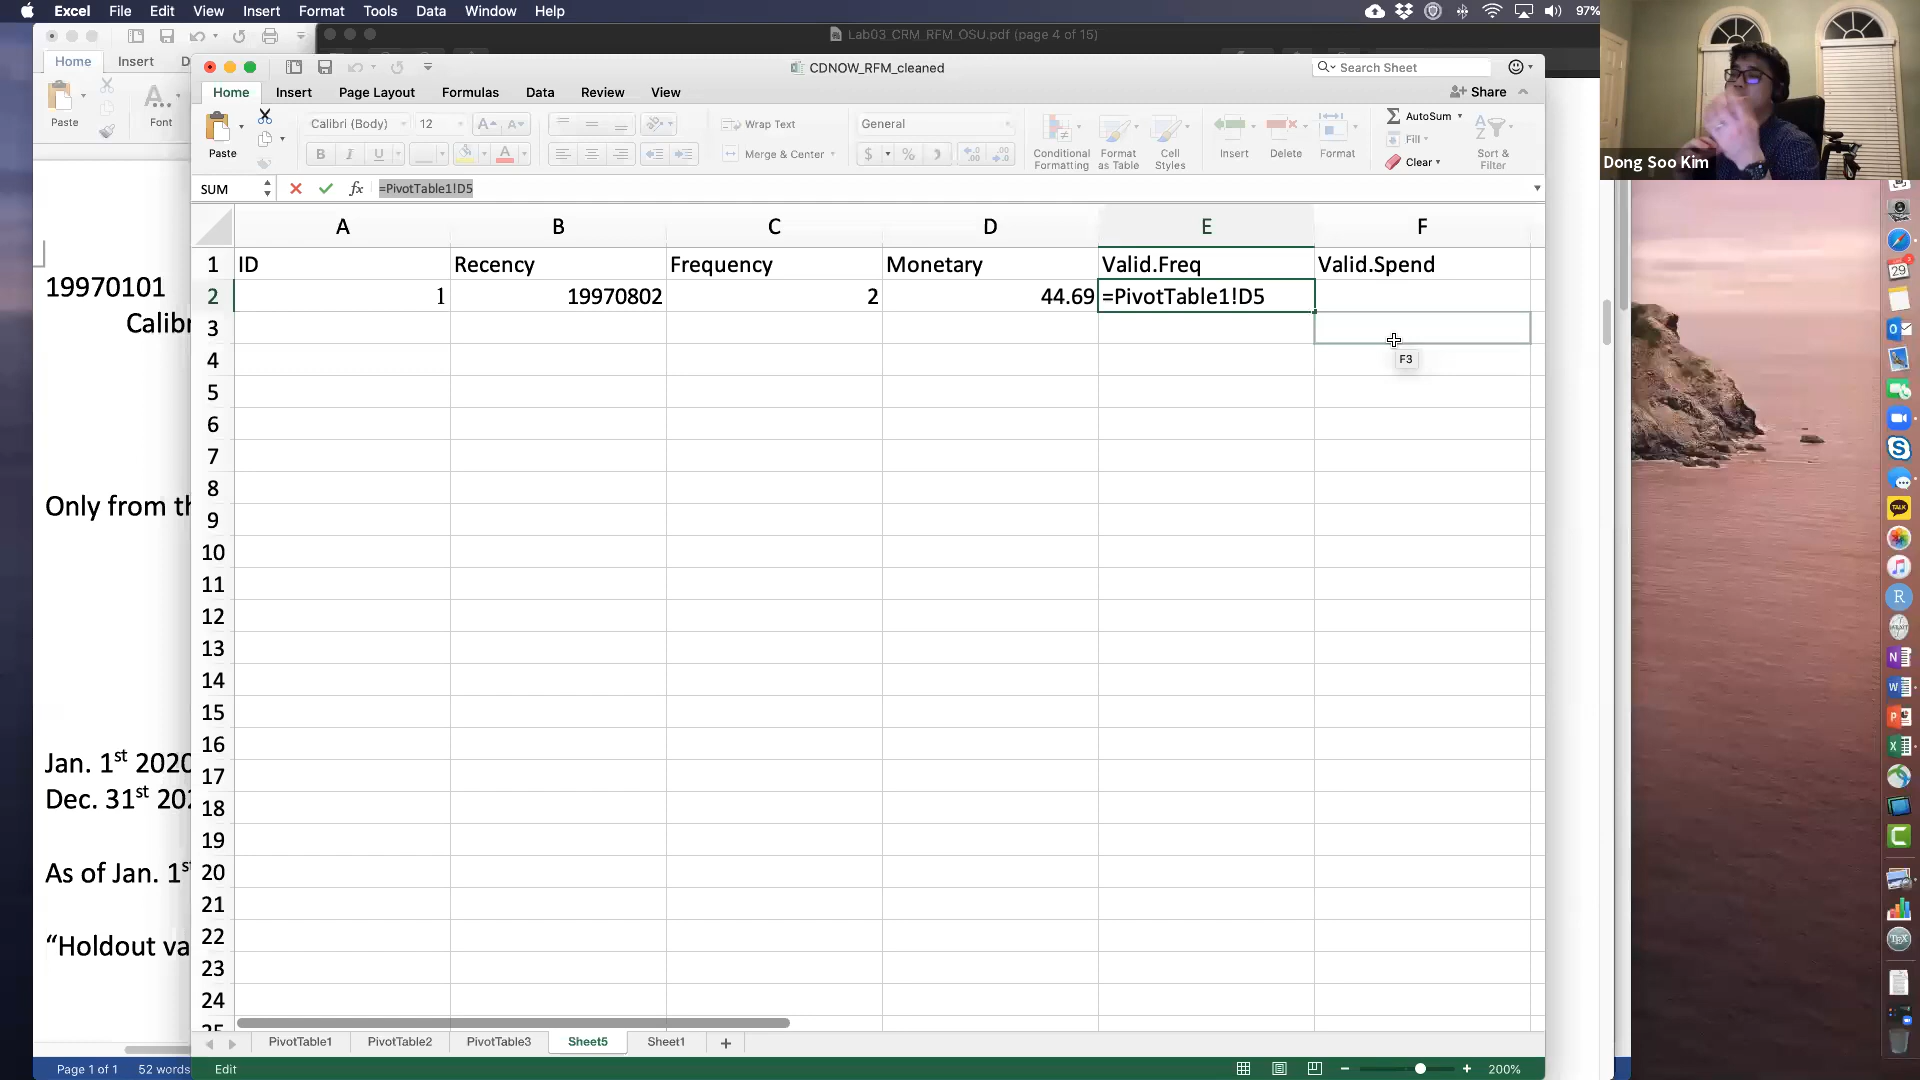 Excel File Edit View Insert Format Tools Data Window Help
97%
Lab03_CRM_RFM_OSU.pdf (page 4 of 15)
Home Insert D
Paste Font
CDNOW_RFM_cleaned
Search Sheet
Home Insert Page Layout Formulas Data Review View
Share
Paste
Calibri (Body) 12
B I U
Wrap Text
Merge & Center
General
$ % )
Conditional Formatting
Format as Table
Cell Styles
Insert Delete Format
AutoSum
Fill
Clear
Sort & Filter
Dong Soo Kim
SUM fx =PivotTable1!D5
A B C D E F
1 ID Recency Frequency Monetary Valid.Freq Valid.Spend
2 1 19970802 2 44.69 =PivotTable1!D5
3
F3
4
5
6
7
8
9
10
11
12
13
14
15
16
17
18
19
20
21
22
23
24
25
19970101
Calibr
Only from th
Jan. 1st 2020
Dec. 31st 202
As of Jan. 1st
“Holdout va
PivotTable1 PivotTable2 PivotTable3 Sheet5 Sheet1 +
Page 1 of 1 52 words
Edit
200%
29
TALK
R
N
W
P
X
TEX